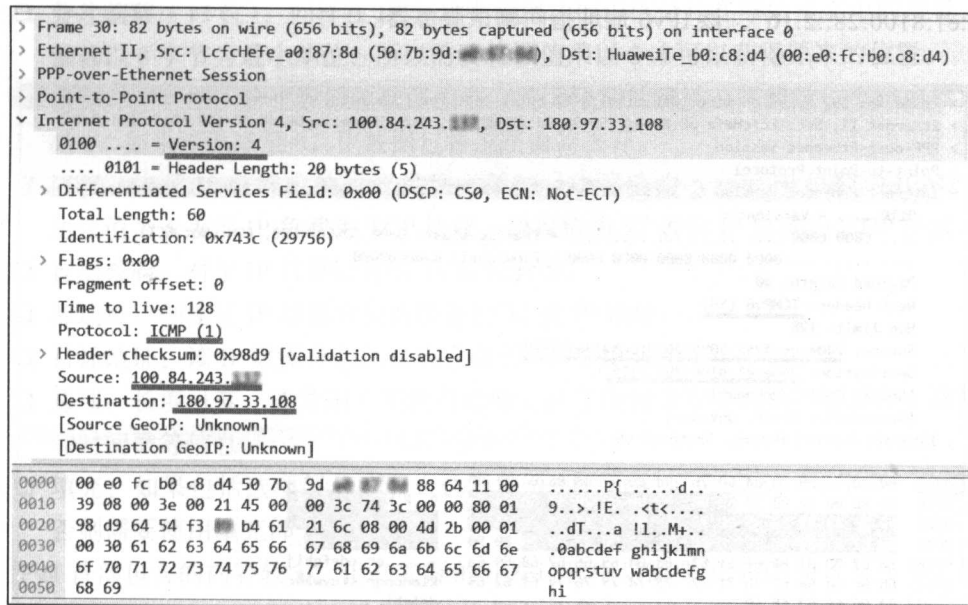 > Frame 30: 82 bytes on wire (656 bits), 82 bytes captured (656 bits) on interface 0
> Ethernet II, Src: LcfcHefe_a0:87:8d (50:7b:9d: ), Dst: HuaweiTe_b0:c8:d4 (00:e0:fc:b0:c8:d4)
> PPP-over-Ethernet Session
> Point-to-Point Protocol
Internet Protocol Version 4, Src: 100.84.243. , Dst: 180.97.33.108
0100 .... = Version: 4
.... 0101 = Header Length: 20 bytes (5)
> Differentiated Services Field: 0x00 (DSCP: CS0, ECN: Not-ECT)
Total Length: 60
Identification: 0x743c (29756)
> Flags: 0x00
Fragment offset: 0
Time to live: 128
Protocol: ICMP (1)
> Header checksum: 0x98d9 [validation disabled]
Source: 100.84.243.
Destination: 180.97.33.108
[Source GeoIP: Unknown]
[Destination GeoIP: Unknown]
0000 00 e0 fc b0 c8 d4 50 7b 9d 88 64 11 00 ......P{ .....d..
0010 39 08 00 3e 00 21 45 00 00 3c 74 3c 00 00 80 01 9..>.!E. .<t<....
0020 98 d9 64 54 f3 b4 61 21 6c 08 00 4d 2b 00 01 ..dT...a !l..M+..
0030 00 30 61 62 63 64 65 66 67 68 69 6a 6b 6c 6d 6e .0abcdef ghijklmn
0040 6f 70 71 72 73 74 75 76 77 61 62 63 64 65 66 67 opqrstuv wabcdefg
0050 68 69 hi